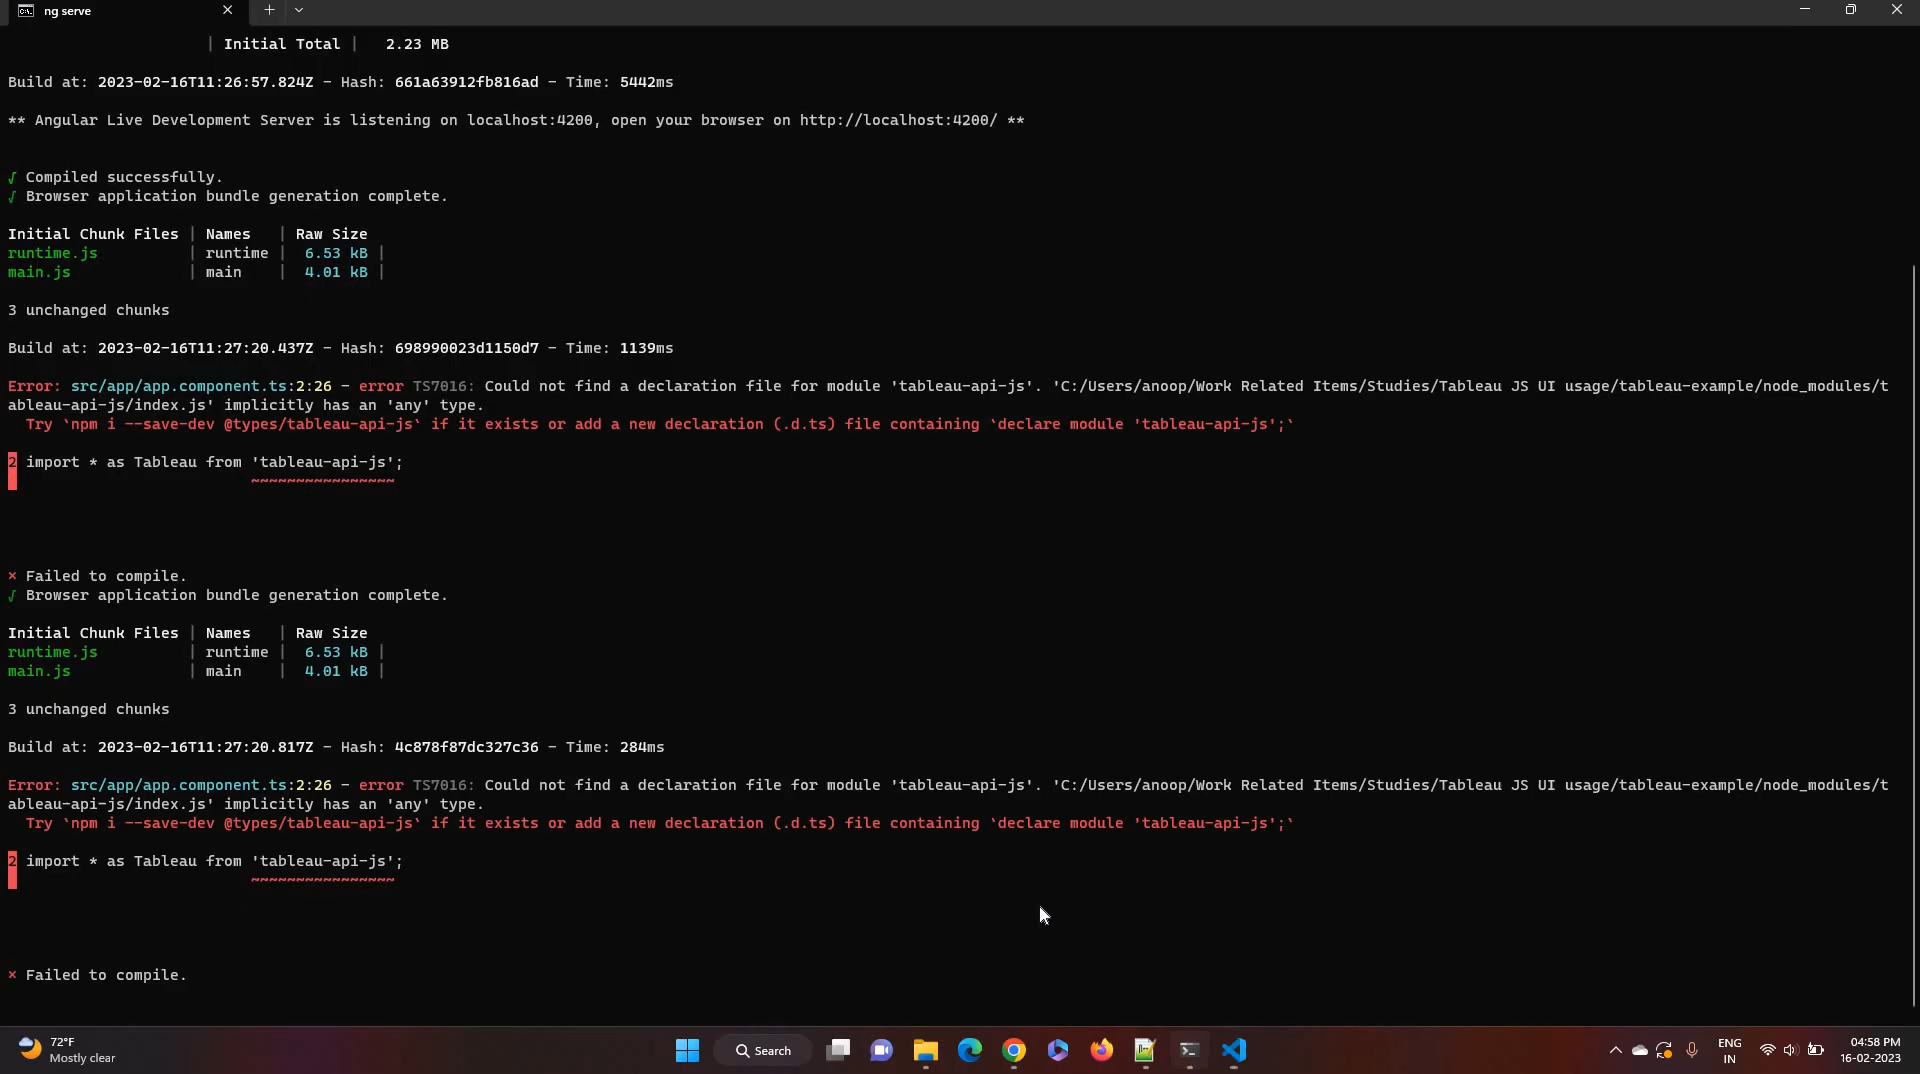 ng serve
| Initial Total |   2.23 MB
Build at: 2023-02-16T11:26:57.824Z - Hash: 661a63912fb816ad - Time: 5442ms
** Angular Live Development Server is listening on localhost:4200, open your browser on http://localhost:4200/ **
√ Compiled successfully.
√ Browser application bundle generation complete.
Initial Chunk Files | Names   | Raw Size
runtime.js          | runtime |  6.53 kB |
main.js             | main    |  4.01 kB |
3 unchanged chunks
Build at: 2023-02-16T11:27:20.437Z - Hash: 698990023d1150d7 - Time: 1139ms
Error: src/app/app.component.ts:2:26 - error TS7016: Could not find a declaration file for module 'tableau-api-js'. 'C:/Users/anoop/Work Related Items/Studies/Tableau JS UI usage/tableau-example/node_modules/t
ableau-api-js/index.js' implicitly has an 'any' type.
Try `npm i --save-dev @types/tableau-api-js` if it exists or add a new declaration (.d.ts) file containing `declare module 'tableau-api-js';`
2 import * as Tableau from 'tableau-api-js';
~~~~~~~~~~~~~~~~
× Failed to compile.
√ Browser application bundle generation complete.
Initial Chunk Files | Names   | Raw Size
runtime.js          | runtime |  6.53 kB |
main.js             | main    |  4.01 kB |
3 unchanged chunks
Build at: 2023-02-16T11:27:20.817Z - Hash: 4c878f87dc327c36 - Time: 284ms
Error: src/app/app.component.ts:2:26 - error TS7016: Could not find a declaration file for module 'tableau-api-js'. 'C:/Users/anoop/Work Related Items/Studies/Tableau JS UI usage/tableau-example/node_modules/t
ableau-api-js/index.js' implicitly has an 'any' type.
Try `npm i --save-dev @types/tableau-api-js` if it exists or add a new declaration (.d.ts) file containing `declare module 'tableau-api-js';`
2 import * as Tableau from 'tableau-api-js';
~~~~~~~~~~~~~~~~
× Failed to compile.
72°F
Mostly clear
Search
ENG
IN
04:58 PM
16-02-2023